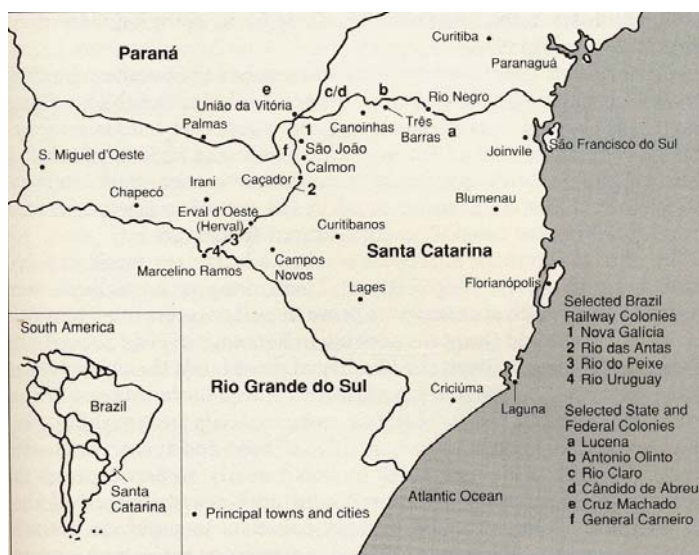 Paraná
Curitiba
Paranaguá
e
c/d
b
União da Vitória
Rio Negro
Palmas
1
Canoinhas
Três
Barras
a
São João
f
Calmon
S. Miguel d'Oeste
Joinvile
São Francisco do Sul
Irani
Caçador
2
Chapecó
Erval d'Oeste
(Herval)
3
Blumenau
Curitibanos
4
Santa Catarina
Marcelino Ramos
Campos
Novos
Florianópolis
Lages
Selected Brazil
Railway Colonies
1 Nova Galícia
2 Rio das Antas
3 Rio do Peixe
4 Rio Uruguay
South America
Brazil
Santa
Catarina
Rio Grande do Sul
Criciúma
Laguna
Selected State and
Federal Colonies
a Lucena
b Antonio Olinto
c Rio Claro
d Cândido de Abreu
e Cruz Machado
f General Carneiro
Atlantic Ocean
• Principal towns and cities